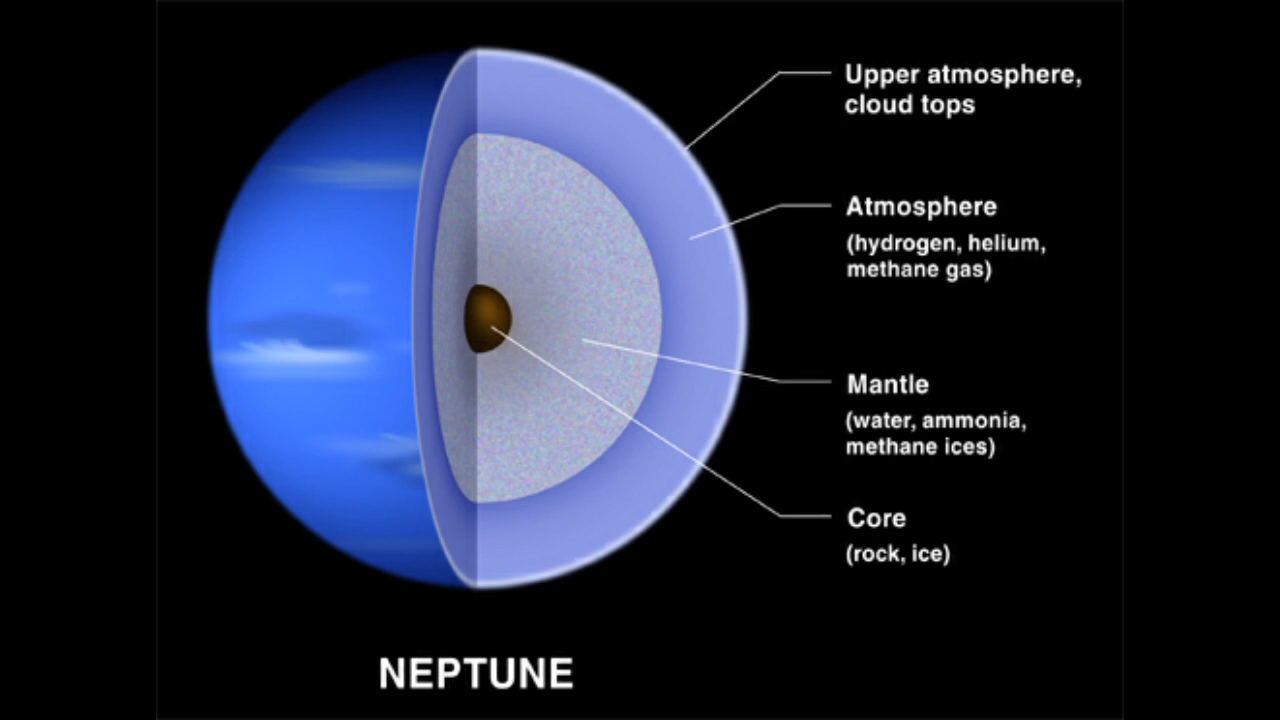 Upper atmosphere,
cloud tops
Atmosphere
(hydrogen, helium,
methane gas)
Mantle
(water, ammonia,
methane ices)
Core
(rock, ice)
NEPTUNE